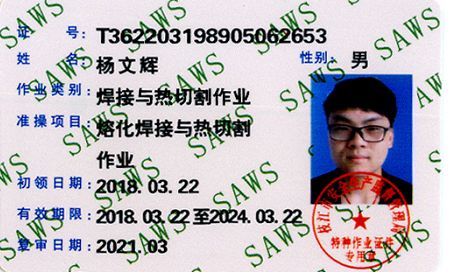 证 号：T362203198905062653
姓 名：杨文辉 性别：男
作业类别：焊接与热切割作业
准操项目：熔化焊接与热切割
作业
初领日期：2018. 03. 22
有效期限：2018. 03. 22至2024. 03. 22
复审日期：2021. 03
SAWS
特种作业证件
专用章